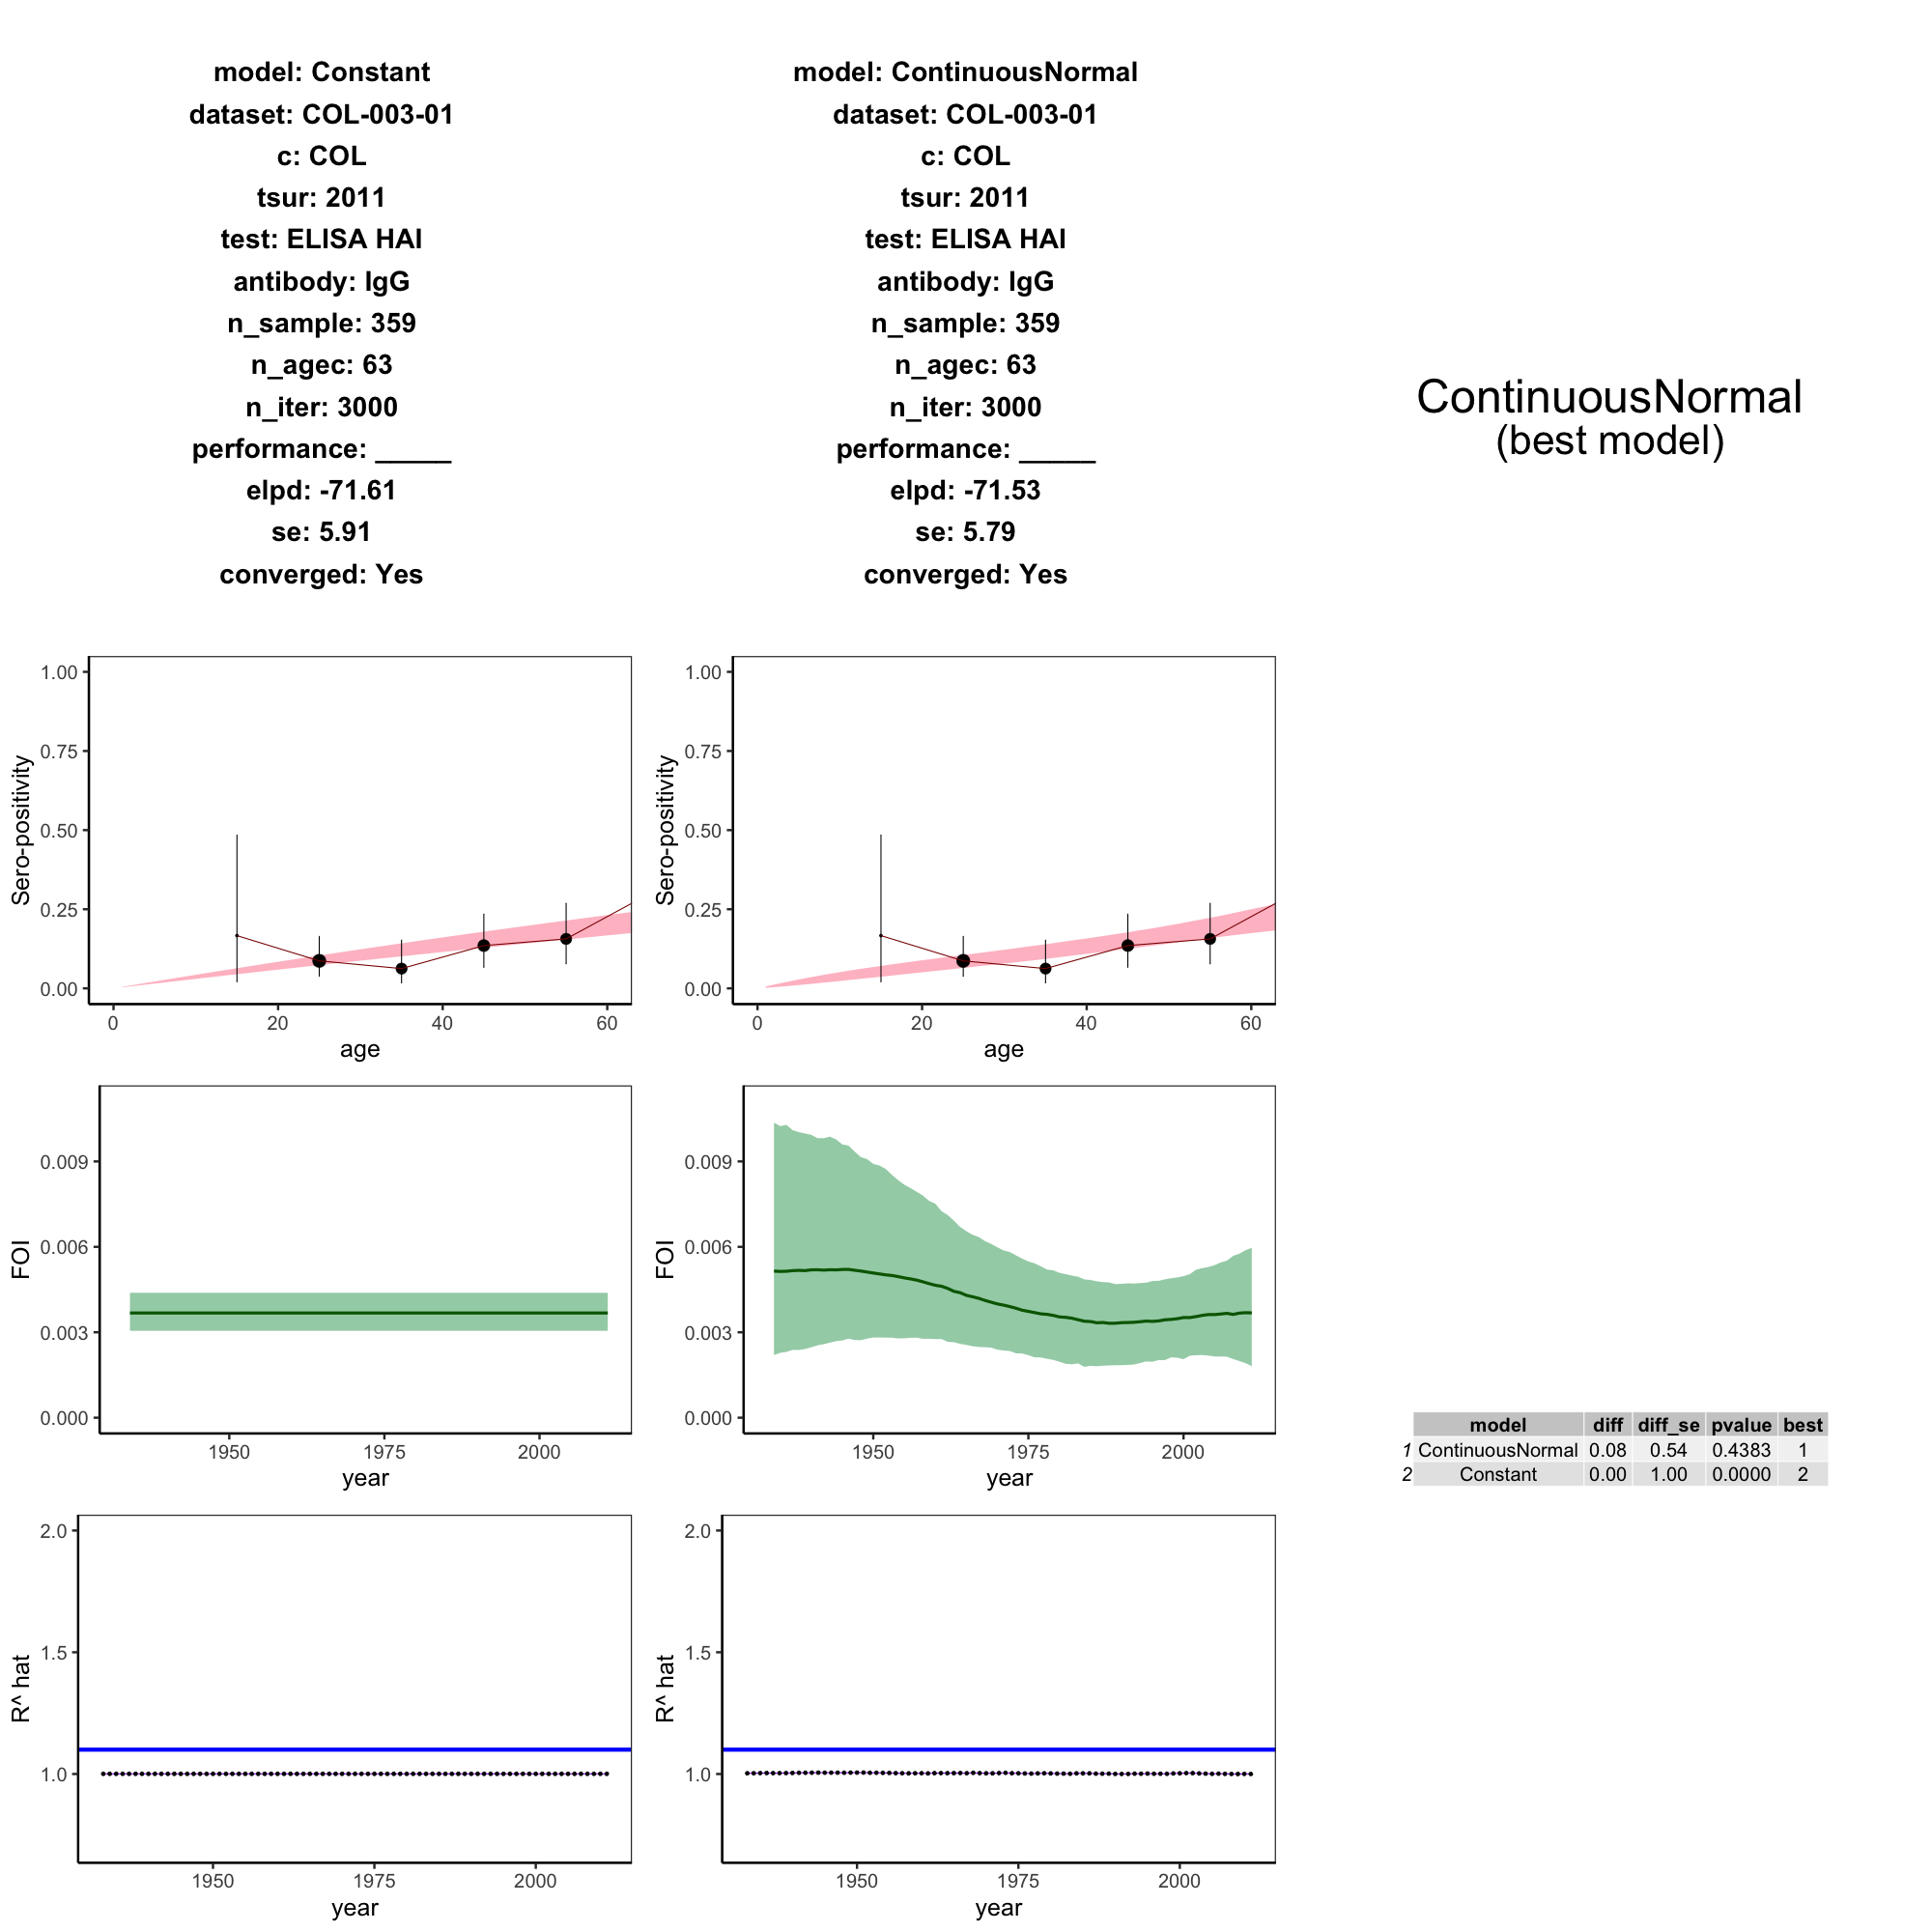 model: Constant
dataset: COL-003-01
c: COL
tsur: 2011
test: ELISA HAI
antibody: IgG
n_sample: 359
n_agec: 63
n_iter: 3000
performance: _____
elpd: -71.61
se: 5.91
converged: Yes
model: ContinuousNormal
dataset: COL-003-01
c: COL
tsur: 2011
test: ELISA HAI
antibody: IgG
n_sample: 359
n_agec: 63
n_iter: 3000
performance: _____
elpd: -71.53
se: 5.79
converged: Yes
ContinuousNormal
(best model)
Sero-positivity
1.00
0.75
0.50
0.25
0.00
0 20 40 60
age
Sero-positivity
1.00
0.75
0.50
0.25
0.00
0 20 40 60
age
FOI
0.009
0.006
0.003
0.000
1950 1975 2000
year
FOI
0.009
0.006
0.003
0.000
1950 1975 2000
year
model diff diff_se pvalue best
1 ContinuousNormal 0.08 0.54 0.4383 1
2 Constant 0.00 1.00 0.0000 2
R^ hat
2.0
1.5
1.0
1950 1975 2000
year
R^ hat
2.0
1.5
1.0
1950 1975 2000
year